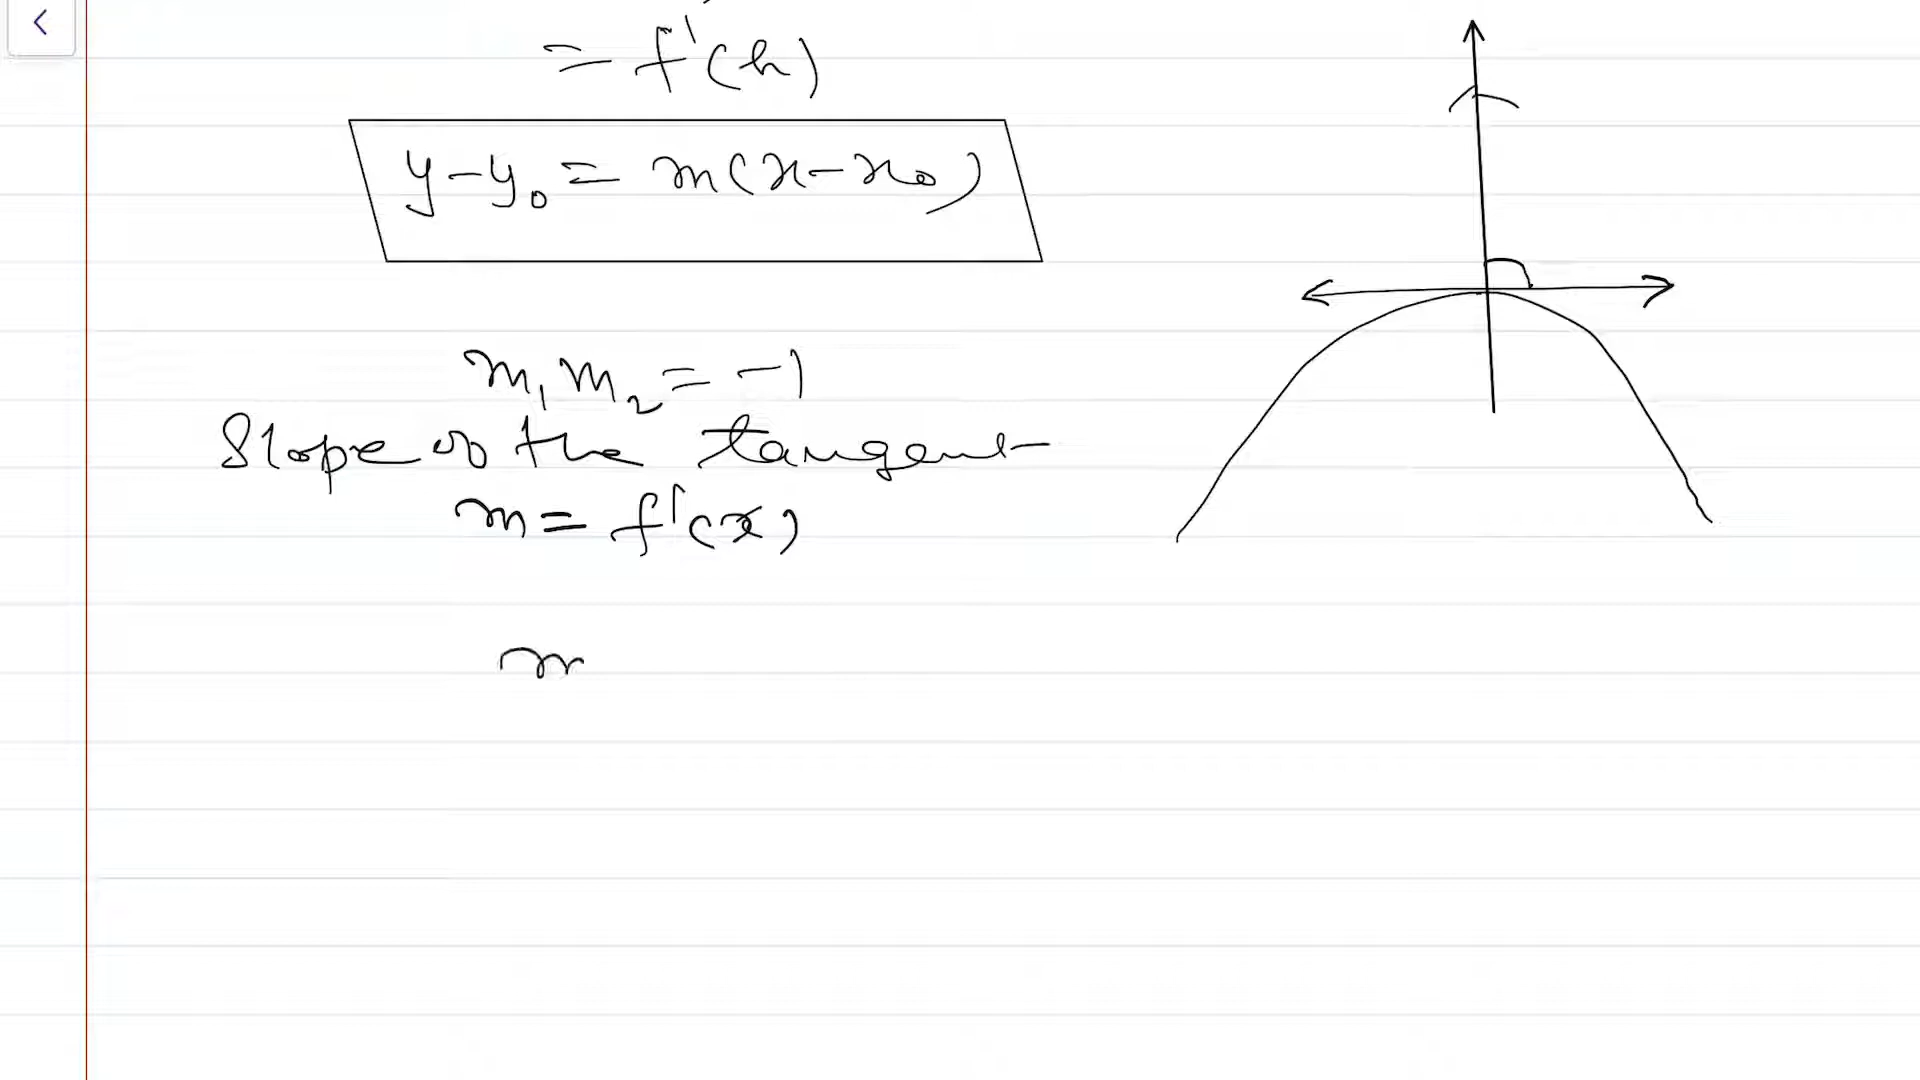 = f'(h)
y-y₀ = m(x-x₀)
m₁m₂ = -1
Slope of the tangent
m = f'(x)
m